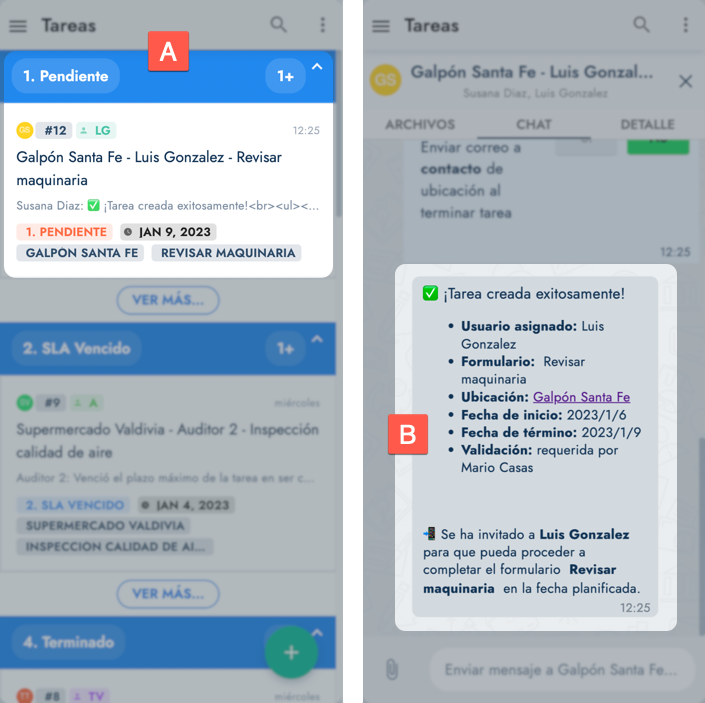 Tareas
A
1. Pendiente
1+
GS #12 LG 12:25
Galpón Santa Fe - Luis Gonzalez - Revisar
maquinaria
Susana Diaz: ✅ ¡Tarea creada exitosamente!<br><ul><...
1. PENDIENTE JAN 9, 2023
GALPÓN SANTA FE REVISAR MAQUINARIA
VER MÁS...
2. SLA Vencido
1+
#9 A miércoles
Supermercado Valdivia - Auditor 2 - Inspección
calidad de aire
Auditor 2: Venció el plazo máximo de la tarea en ser c...
2. SLA VENCIDO JAN 4, 2023
SUPERMERCADO VALDIVIA
INSPECCION CALIDAD DE AI...
VER MÁS...
4. Terminado
+
#8 TV miércoles
Tareas
GS
Galpón Santa Fe - Luis Gonzal...
Susana Diaz, Luis Gonzalez
ARCHIVOS CHAT DETALLE
Enviar correo a
contacto de
ubicación al
terminar tarea
12:25
✅ ¡Tarea creada exitosamente!
• Usuario asignado: Luis
Gonzalez
• Formulario: Revisar
maquinaria
• Ubicación: Galpón Santa Fe
• Fecha de inicio: 2023/1/6
• Fecha de término: 2023/1/9
• Validación: requerida por
Mario Casas
B
📲 Se ha invitado a Luis Gonzalez
para que pueda proceder a
completar el formulario Revisar
maquinaria en la fecha planificada.
12:25
Enviar mensaje a Galpón Santa Fe...